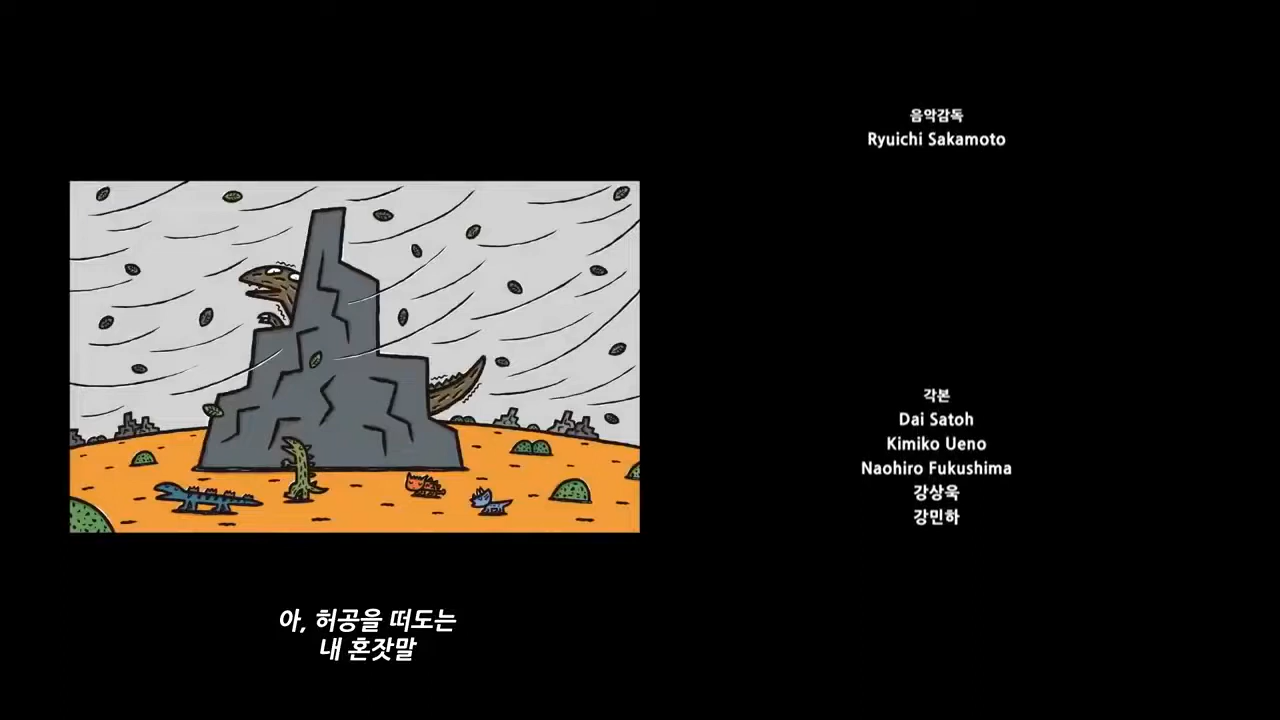 음악감독
Ryuichi Sakamoto
각본
Dai Satoh
Kimiko Ueno
Naohiro Fukushima
강상욱
강민하
아, 허공을 떠도는
내 혼잣말